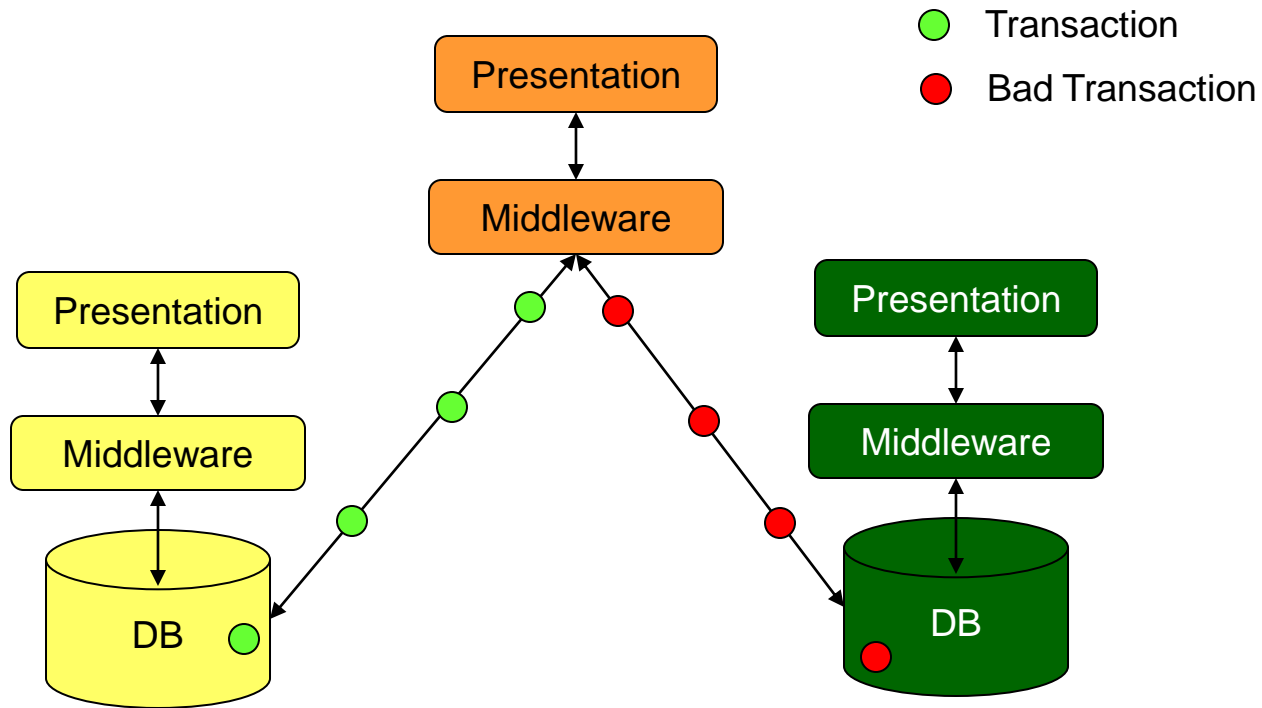 Transaction
Bad Transaction
Presentation
Middleware
Presentation
Middleware
DB
Presentation
Middleware
DB